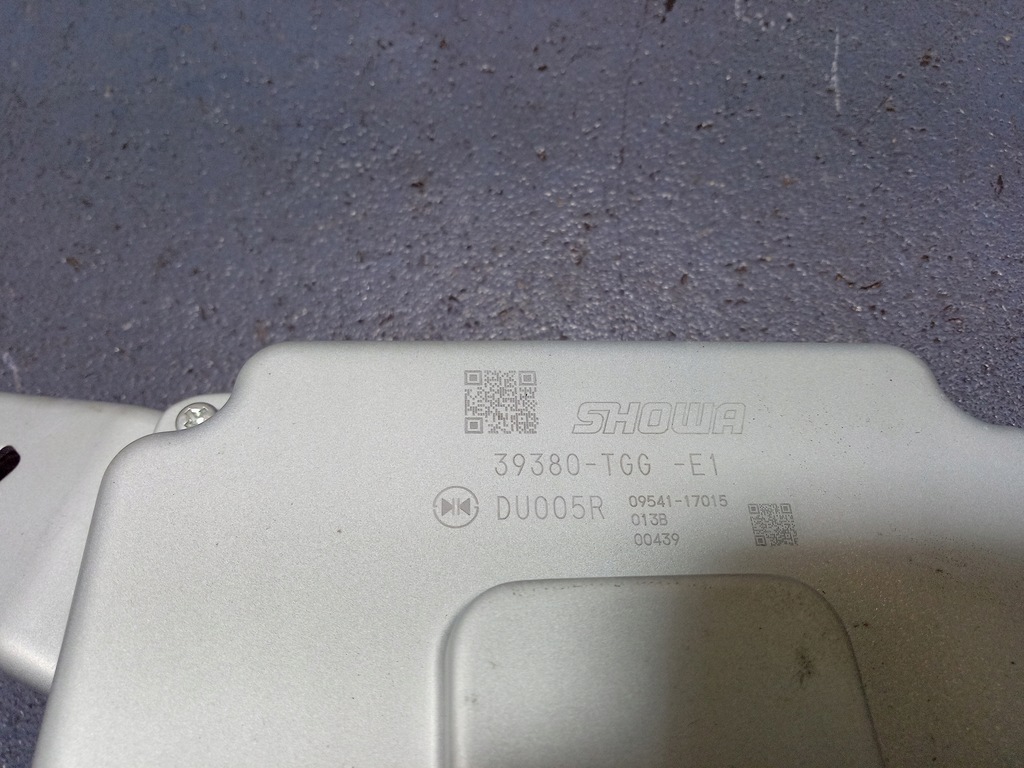 SHOWA
39380-TGG -E1
DU005R
09541-17015
013B
00439